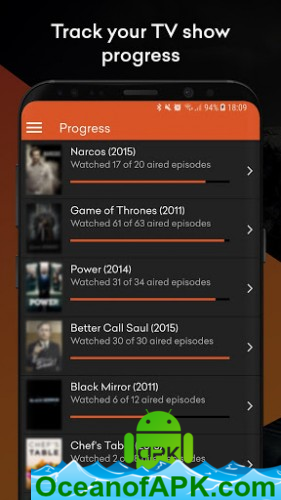 Track your TV show
progress
94% 18:09
Progress
Narcos (2015)
Watched 17 of 20 aired episodes
Game of Thrones (2011)
Watched 61 of 63 aired episodes
Power (2014)
Watched 31 of 34 aired episodes
POWER
Better Call Saul (2015)
Watched 30 of 30 aired episodes
Black Mirror (2011)
Watched 6 of 12 aired episodes
CHEF'S
TABLE
Chef's Table
Watched 2
APK
OceanofAPK.com